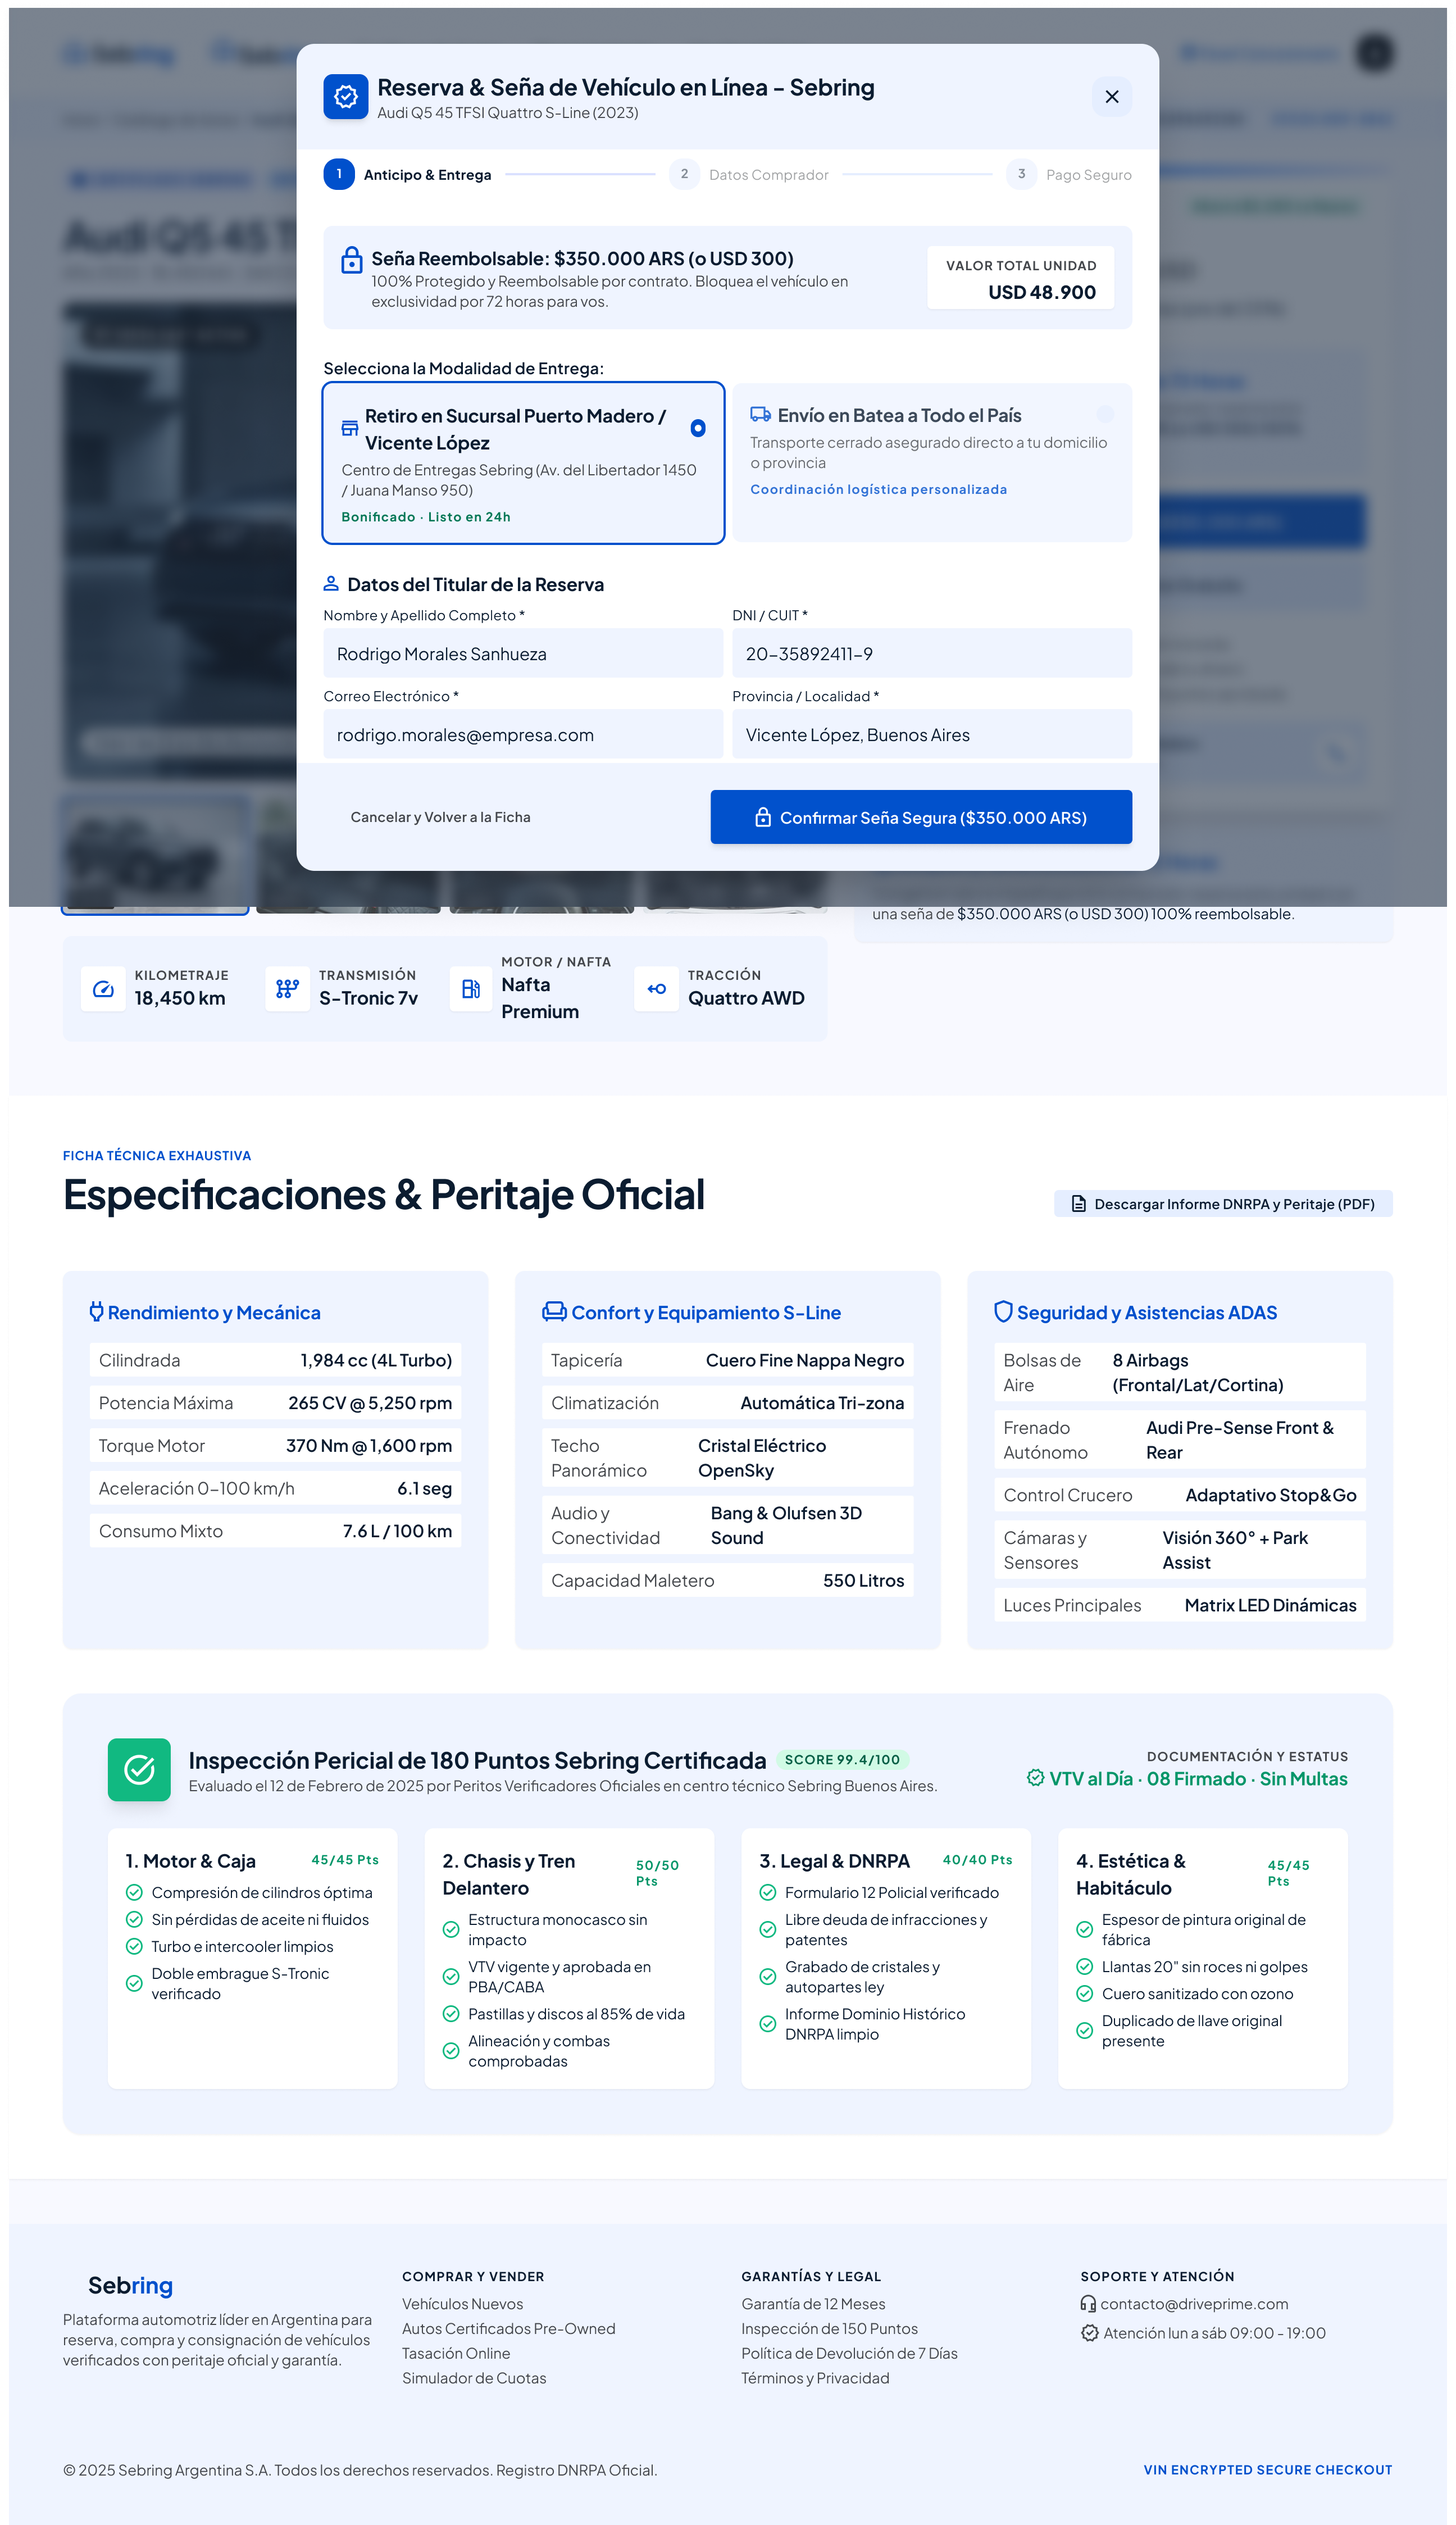 Sebring
Reserva & Seña de Vehículo en Línea – Sebring
Audi Q5 45 TFSI Quattro S-Line (2023)
1 Anticipo & Entrega
2 Datos Comprador
3 Pago Seguro
Audi Q5 45 T
Seña Reembolsable: $350.000 ARS (o USD 300)
100% Protegido y Reembolsable por contrato. Bloquea el vehículo en
exclusividad por 72 horas para vos.
VALOR TOTAL UNIDAD
USD 48.900
Selecciona la Modalidad de Entrega:
Retiro en Sucursal Puerto Madero /
Vicente López
Centro de Entregas Sebring (Av. del Libertador 1450
/ Juana Manso 950)
Bonificado · Listo en 24h
Envío en Batea a Todo el País
Transporte cerrado asegurado directo a tu domicilio
o provincia
Coordinación logística personalizada
Datos del Titular de la Reserva
Nombre y Apellido Completo *
Rodrigo Morales Sanhueza
DNI / CUIT *
20-35892411-9
Correo Electrónico *
rodrigo.morales@empresa.com
Provincia / Localidad *
Vicente López, Buenos Aires
Cancelar y Volver a la Ficha
Confirmar Seña Segura ($350.000 ARS)
una seña de $350.000 ARS (o USD 300) 100% reembolsable.
KILOMETRAJE
18,450 km
TRANSMISIÓN
S-Tronic 7v
MOTOR / NAFTA
Nafta
Premium
TRACCIÓN
Quattro AWD
FICHA TÉCNICA EXHAUSTIVA
Especificaciones & Peritaje Oficial
Descargar Informe DNRPA y Peritaje (PDF)
Rendimiento y Mecánica
Cilindrada 1,984 cc (4L Turbo)
Potencia Máxima 265 CV @ 5,250 rpm
Torque Motor 370 Nm @ 1,600 rpm
Aceleración 0-100 km/h 6.1 seg
Consumo Mixto 7.6 L / 100 km
Confort y Equipamiento S-Line
Tapicería Cuero Fine Nappa Negro
Climatización Automática Tri-zona
Techo Cristal Eléctrico
Panorámico OpenSky
Audio y Bang & Olufsen 3D
Conectividad Sound
Capacidad Maletero 550 Litros
Seguridad y Asistencias ADAS
Bolsas de 8 Airbags
Aire (Frontal/Lat/Cortina)
Frenado Audi Pre-Sense Front &
Autónomo Rear
Control Crucero Adaptativo Stop&Go
Cámaras y Visión 360° + Park
Sensores Assist
Luces Principales Matrix LED Dinámicas
Inspección Pericial de 180 Puntos Sebring Certificada SCORE 99.4/100
Evaluado el 12 de Febrero de 2025 por Peritos Verificadores Oficiales en centro técnico Sebring Buenos Aires.
DOCUMENTACIÓN Y ESTATUS
VTV al Día · 08 Firmado · Sin Multas
1. Motor & Caja 45/45 Pts
Compresión de cilindros óptima
Sin pérdidas de aceite ni fluidos
Turbo e intercooler limpios
Doble embrague S-Tronic
verificado
2. Chasis y Tren
Delantero
50/50
Pts
Estructura monocasco sin
impacto
VTV vigente y aprobada en
PBA/CABA
Pastillas y discos al 85% de vida
Alineación y combas
comprobadas
3. Legal & DNRPA 40/40 Pts
Formulario 12 Policial verificado
Libre deuda de infracciones y
patentes
Grabado de cristales y
autopartes ley
Informe Dominio Histórico
DNRPA limpio
4. Estética &
Habitáculo
45/45
Pts
Espesor de pintura original de
fábrica
Llantas 20" sin roces ni golpes
Cuero sanitizado con ozono
Duplicado de llave original
presente
Sebring
Plataforma automotriz líder en Argentina para
reserva, compra y consignación de vehículos
verificados con peritaje oficial y garantía.
COMPRAR Y VENDER
Vehículos Nuevos
Autos Certificados Pre-Owned
Tasación Online
Simulador de Cuotas
GARANTÍAS Y LEGAL
Garantía de 12 Meses
Inspección de 150 Puntos
Política de Devolución de 7 Días
Términos y Privacidad
SOPORTE Y ATENCIÓN
contacto@driveprime.com
Atención lun a sáb 09:00 - 19:00
© 2025 Sebring Argentina S.A. Todos los derechos reservados. Registro DNRPA Oficial.
VIN ENCRYPTED SECURE CHECKOUT